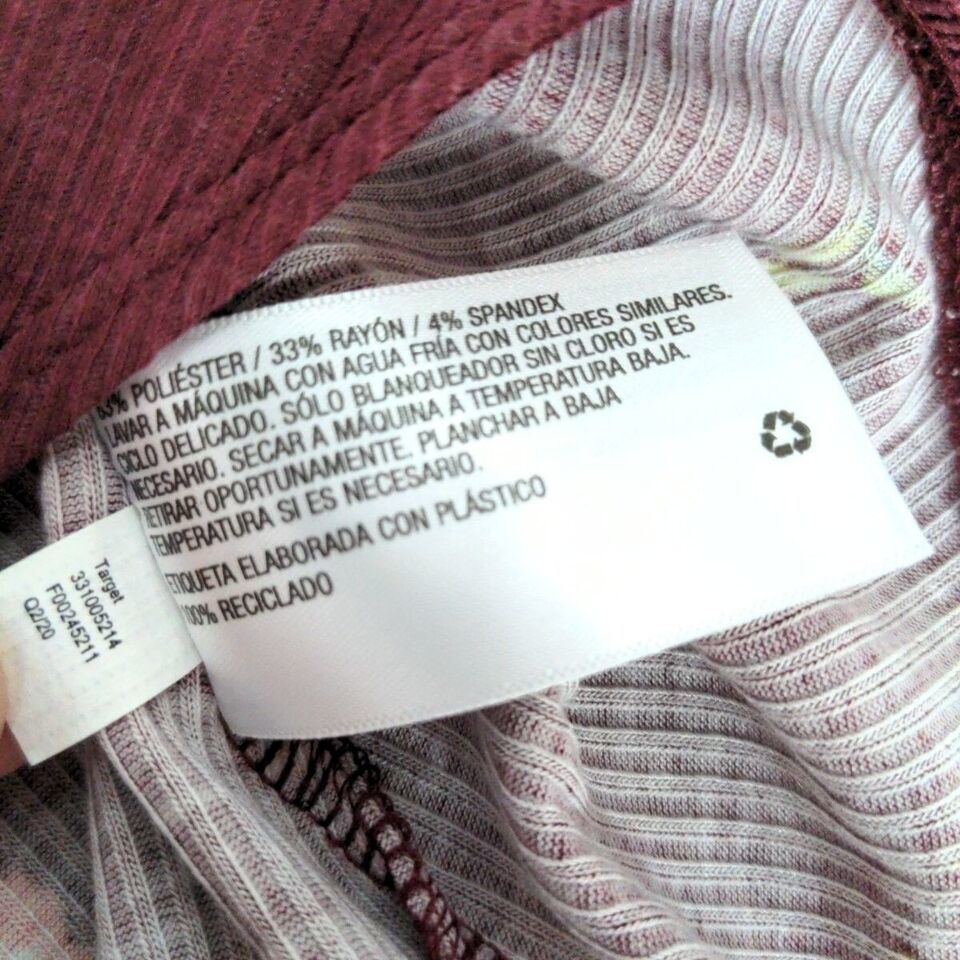 63% POLIÉSTER / 33% RAYÓN / 4% SPANDEX
LAVAR A MÁQUINA CON AGUA FRÍA CON COLORES SIMILARES.
CICLO DELICADO. SÓLO BLANQUEADOR SIN CLORO SI ES
NECESARIO. SECAR A MÁQUINA A TEMPERATURA BAJA.
RETIRAR OPORTUNAMENTE. PLANCHAR A BAJA
TEMPERATURA SI ES NECESARIO.
ETIQUETA ELABORADA CON PLÁSTICO
100% RECICLADO
Target
331005214
F00245211
Q2/20